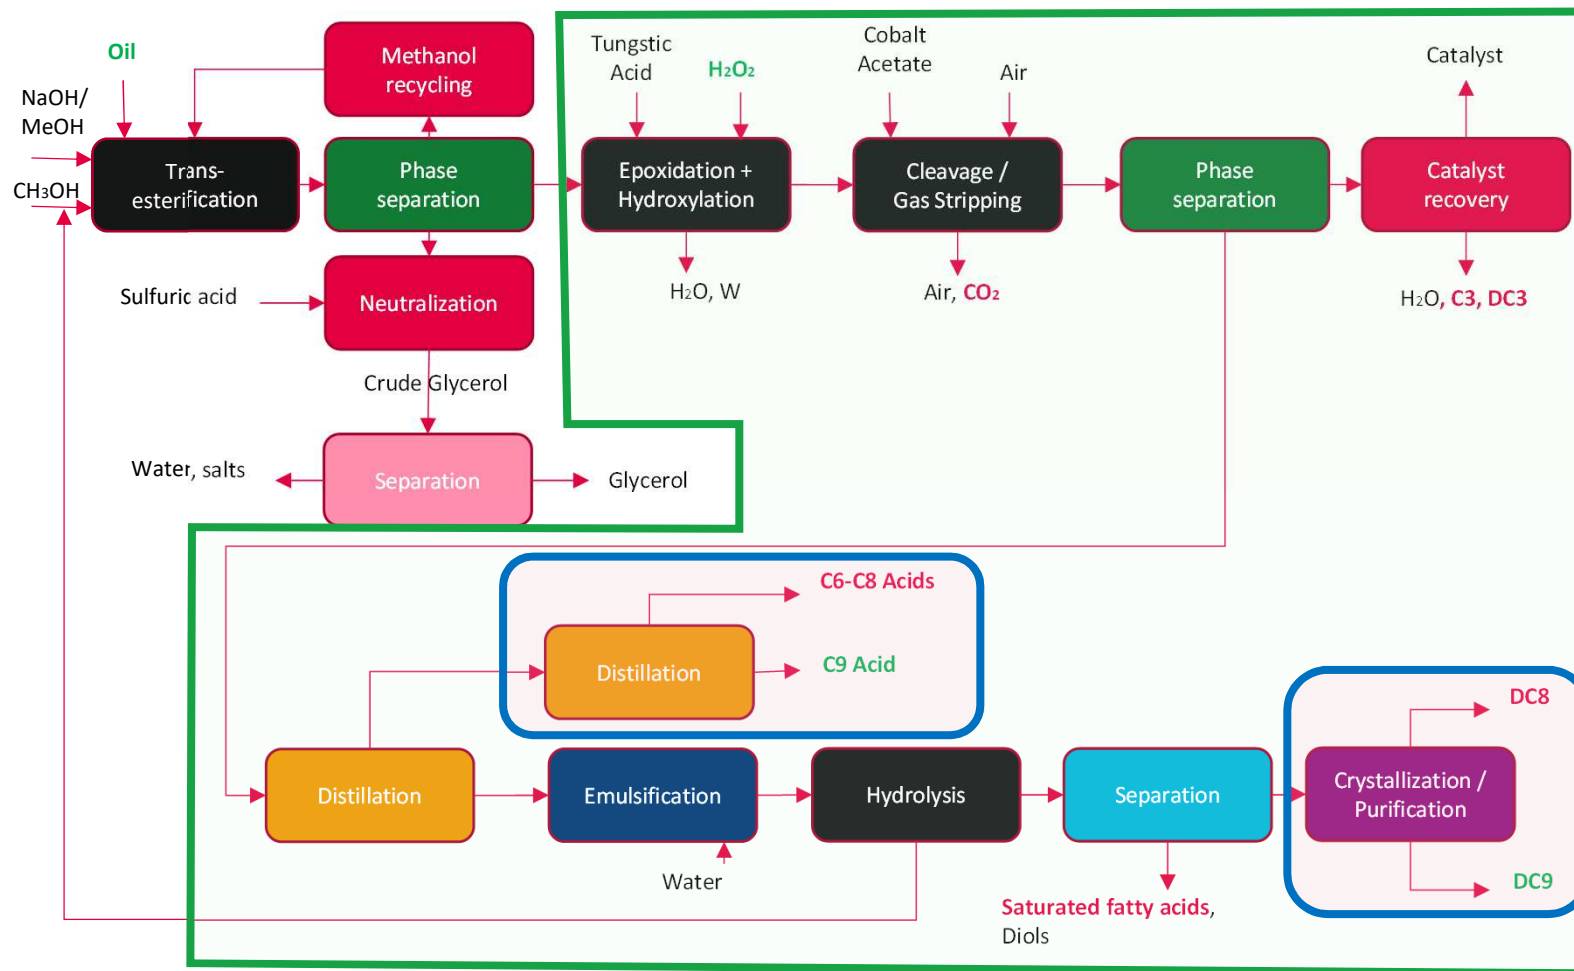 Oil
NaOH/
MeOH
CH3OH
Methanol
recycling
Trans-
esterification
Phase
separation
Sulfuric acid
Neutralization
Crude Glycerol
Water, salts
Separation
Glycerol
Tungstic
Acid
H2O2
Cobalt
Acetate
Air
Catalyst
Epoxidation +
Hydroxylation
Cleavage /
Gas Stripping
Phase
separation
Catalyst
recovery
H2O, W
Air, CO2
H2O, C3, DC3
C6-C8 Acids
Distillation
C9 Acid
Distillation
Emulsification
Water
Hydrolysis
Separation
Saturated fatty acids,
Diols
DC8
Crystallization /
Purification
DC9